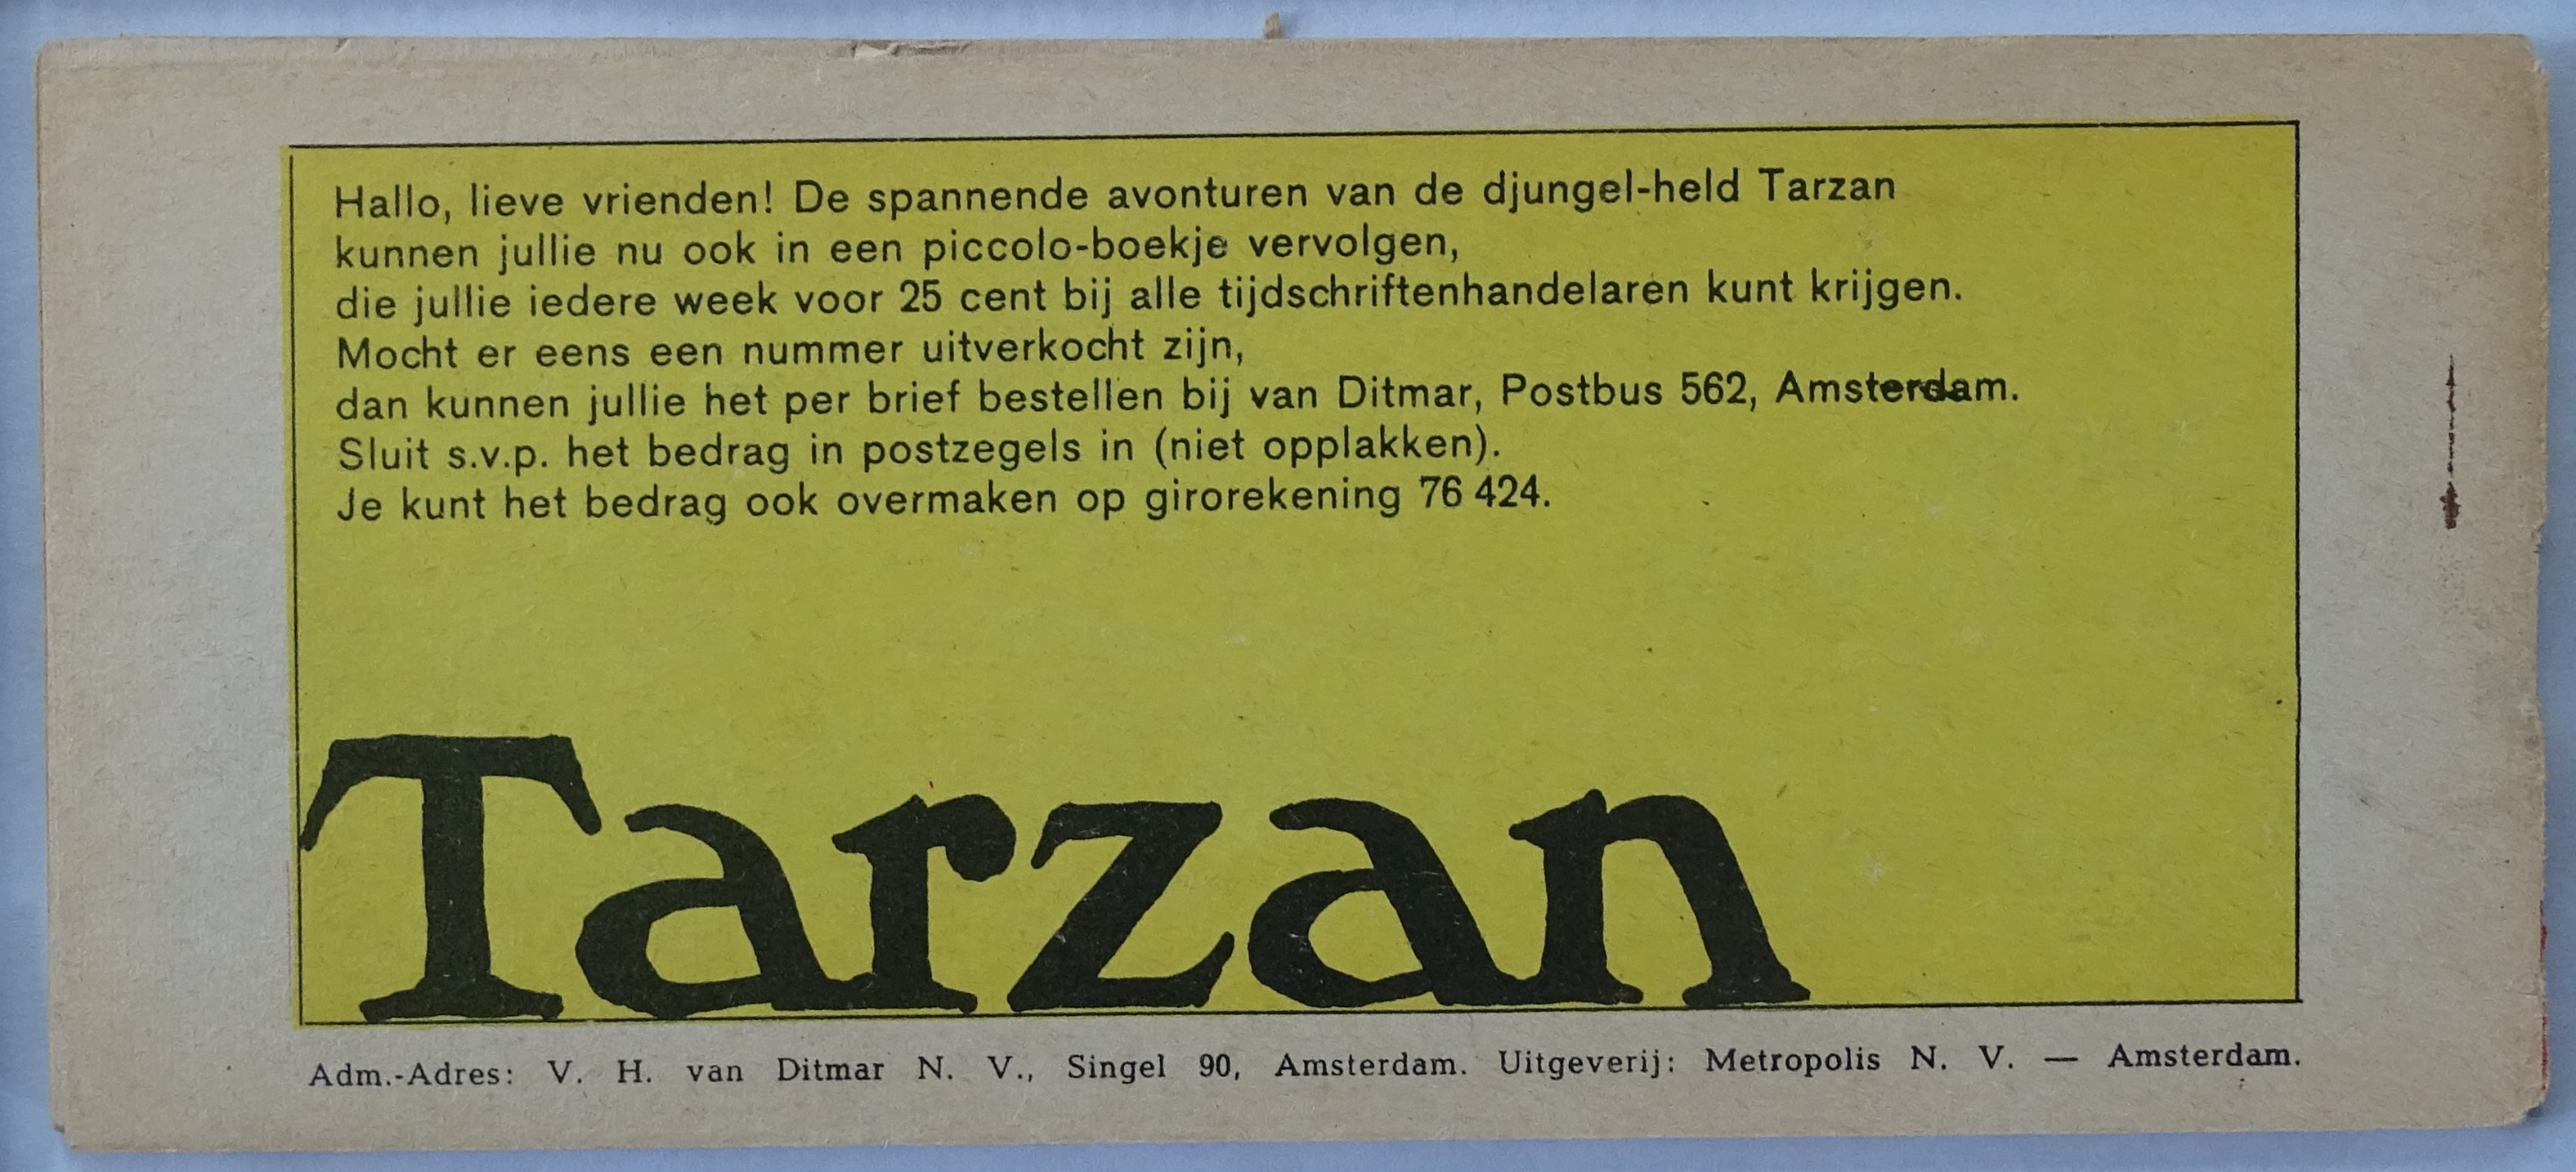 Hallo, lieve vrienden! De spannende avonturen van de djungel-held Tarzan
kunnen jullie nu ook in een piccolo-boekje vervolgen,
die jullie iedere week voor 25 cent bij alle tijdschriftenhandelaren kunt krijgen.
Mocht er eens een nummer uitverkocht zijn,
dan kunnen jullie het per brief bestellen bij van Ditmar, Postbus 562, Amsterdam.
Sluit s.v.p. het bedrag in postzegels in (niet opplakken).
Je kunt het bedrag ook overmaken op girorekening 76 424.
Tarzan
Adm.-Adres: V. H. van Ditmar N. V., Singel 90, Amsterdam. Uitgeverij: Metropolis N. V. — Amsterdam.